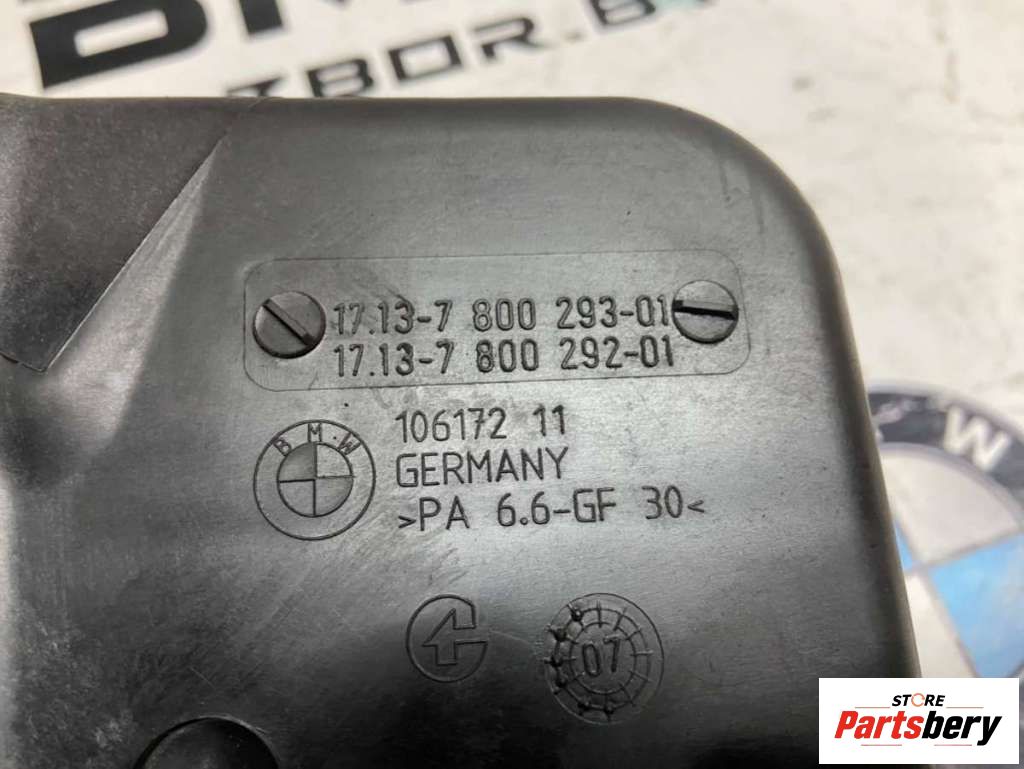 BOR.B
17.13-7 800 293-01
17.13-7 800 292-01
BMW
106172 11
GERMANY
>PA 6.6-GF 30<
07
W
STORE
Partsbery